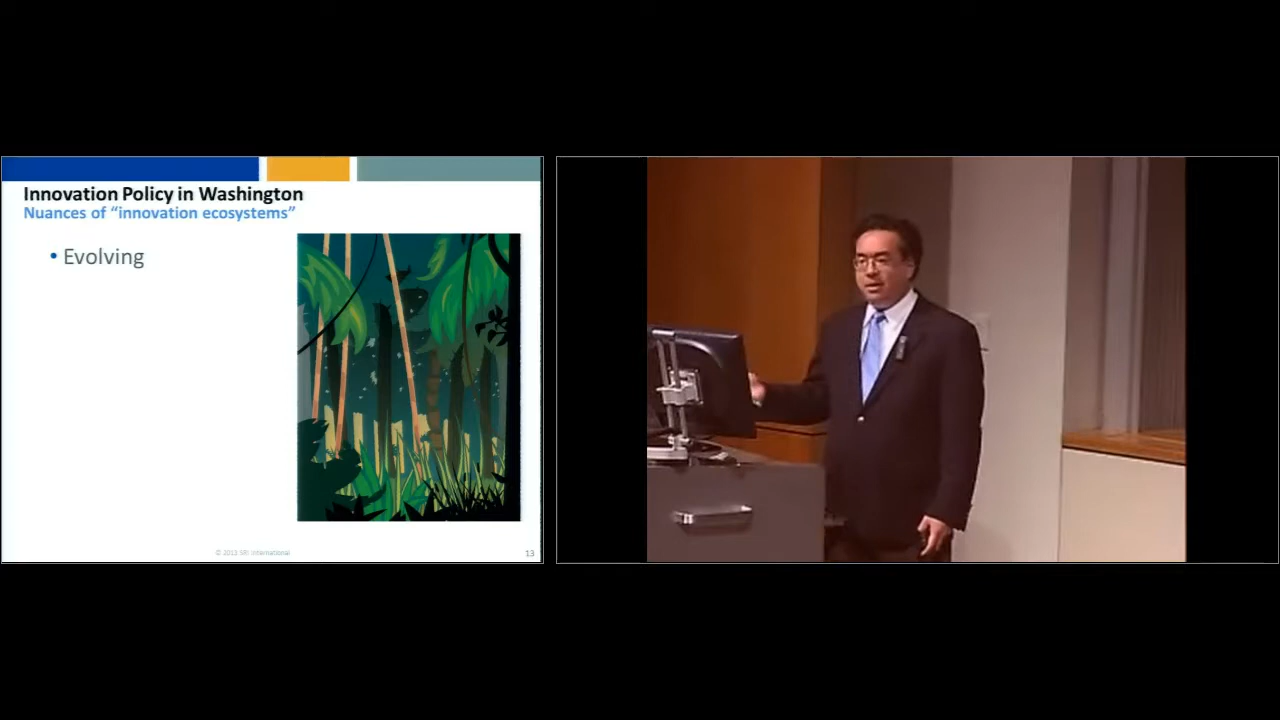 Innovation Policy in Washington
Nuances of “innovation ecosystems”
• Evolving
© 2013 SRI International
13